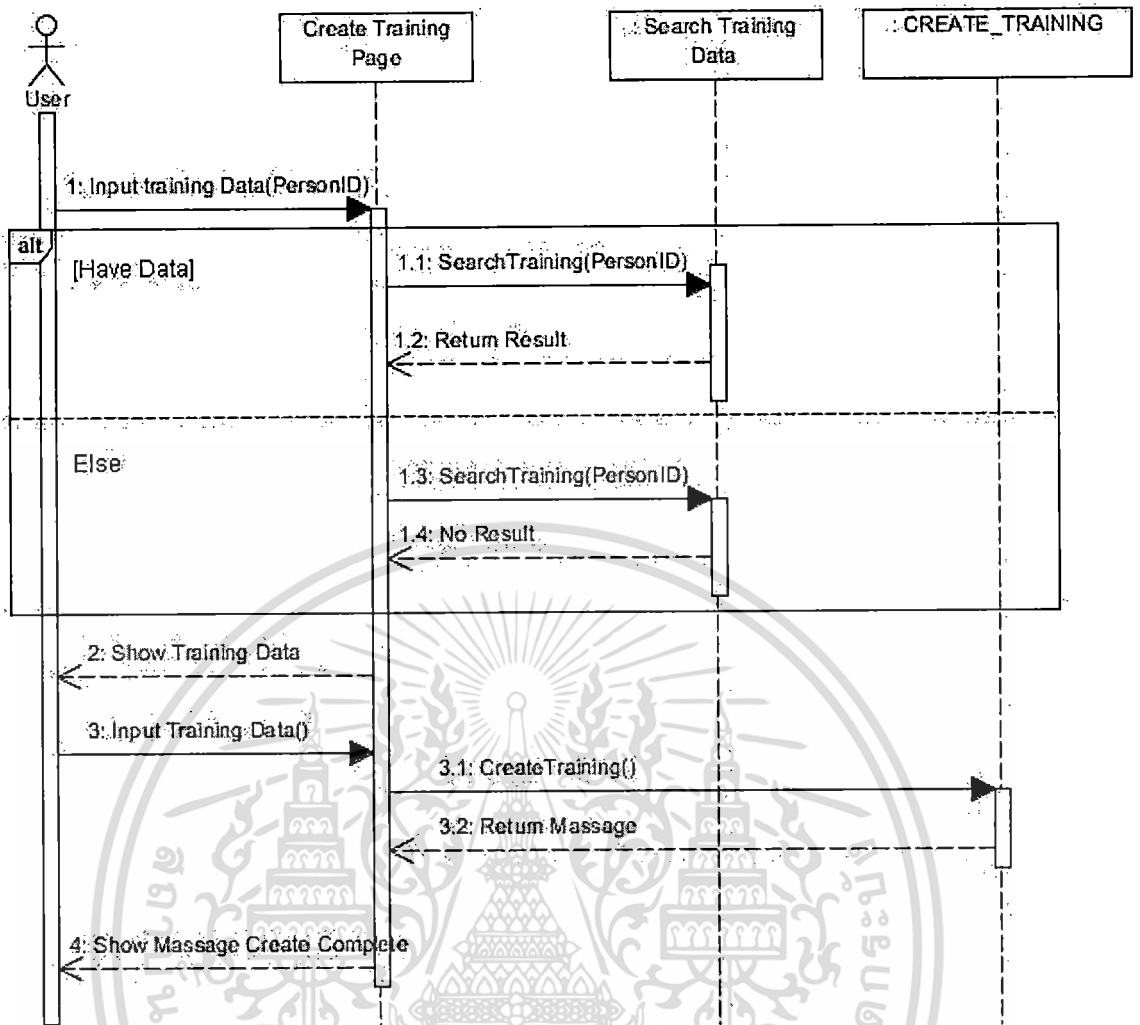 Create Training
Page
: Search Training
Data
: CREATE_TRAINING
User
1: Input training Data(PersonID)
alt
[Have Data]
1.1: SearchTraining(PersonID)
1.2: Return Result
Else
1.3: SearchTraining(PersonID)
1.4: No Result
2: Show Training Data
3: Input Training Data()
3.1: CreateTraining()
3.2: Return Massage
4: Show Massage Create Complete